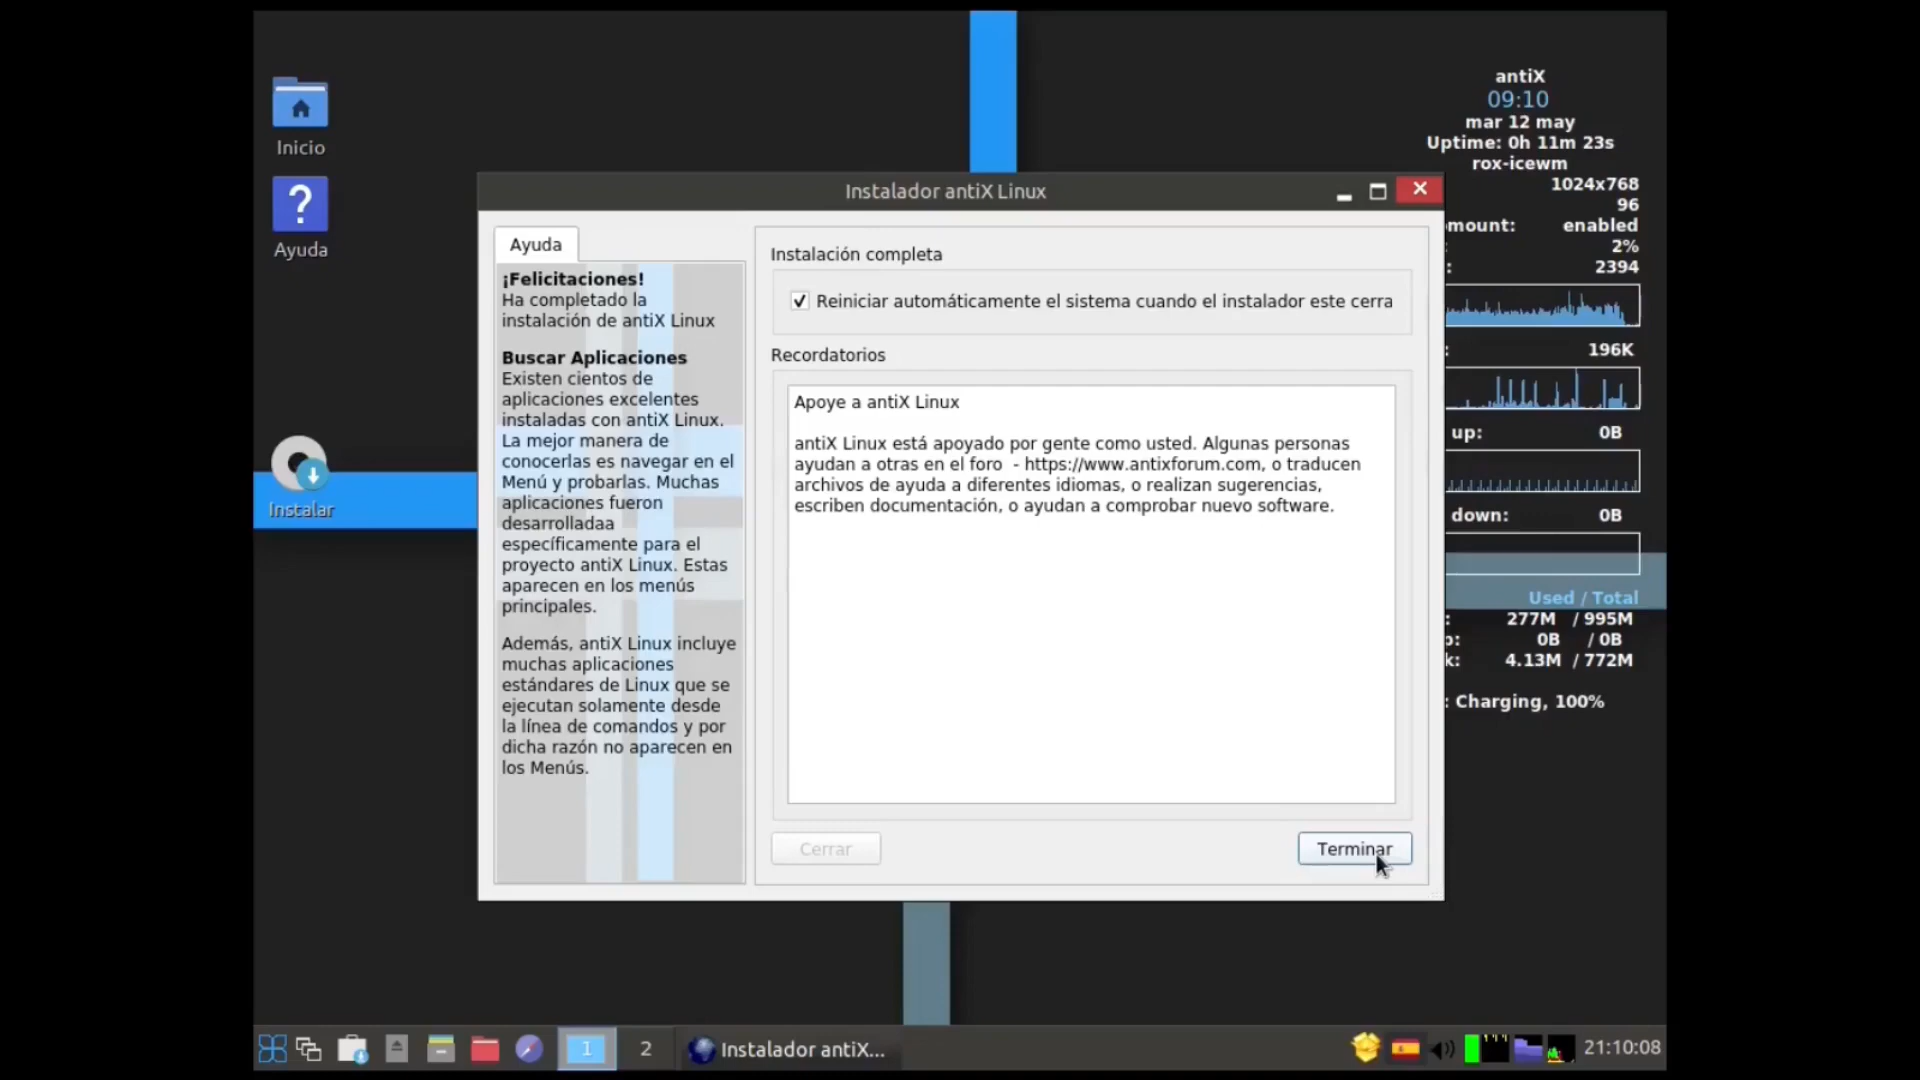 Inicio
Ayuda
Instalar
antiX
09:10
mar 12 may
Uptime: 0h 11m 23s
rox-icewm
1024x768
96
mount: enabled
: 2%
: 2394
: 196K
up: 0B
down: 0B
Used / Total
: 277M / 995M
p: 0B / 0B
k: 4.13M / 772M
: Charging, 100%
Instalador antiX Linux
Ayuda
¡Felicitaciones!
Ha completado la
instalación de antiX Linux
Buscar Aplicaciones
Existen cientos de
aplicaciones excelentes
instaladas con antiX Linux.
La mejor manera de
conocerlas es navegar en el
Menú y probarlas. Muchas
aplicaciones fueron
desarrolladaa
específicamente para el
proyecto antiX Linux. Estas
aparecen en los menús
principales.
Además, antiX Linux incluye
muchas aplicaciones
estándares de Linux que se
ejecutan solamente desde
la línea de comandos y por
dicha razón no aparecen en
los Menús.
Instalación completa
Reiniciar automáticamente el sistema cuando el instalador este cerra
Recordatorios
Apoye a antiX Linux
antiX Linux está apoyado por gente como usted. Algunas personas
ayudan a otras en el foro - https://www.antixforum.com, o traducen
archivos de ayuda a diferentes idiomas, o realizan sugerencias,
escriben documentación, o ayudan a comprobar nuevo software.
Cerrar
Terminar
1
2
Instalador antiX...
21:10:08